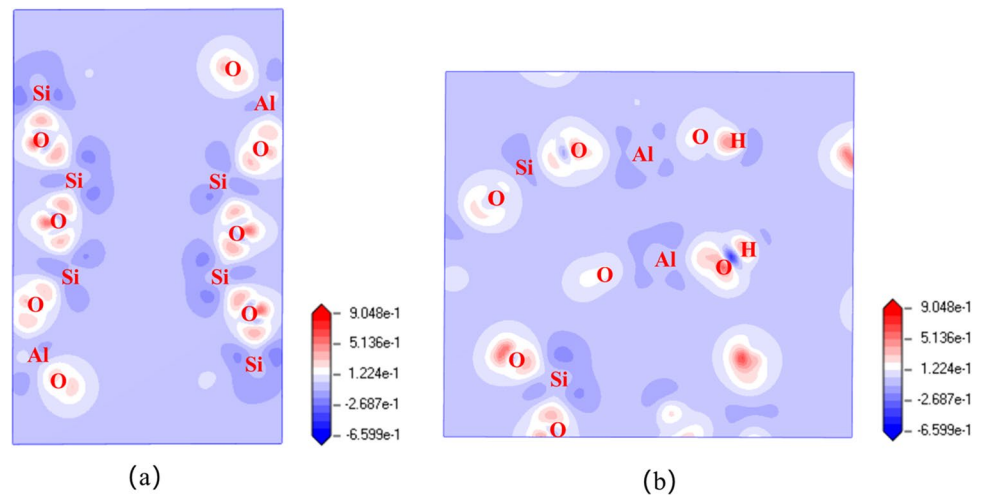 O
Si
Al
O
O
Si
Si
O
O
Si
Si
O
O
Al
Si
O
9.048e-1
5.136e-1
1.224e-1
-2.687e-1
-6.599e-1
(a)
O
H
O
Al
Si
O
H
Al
O
O
O
Si
O
9.048e-1
5.136e-1
1.224e-1
-2.687e-1
-6.599e-1
(b)